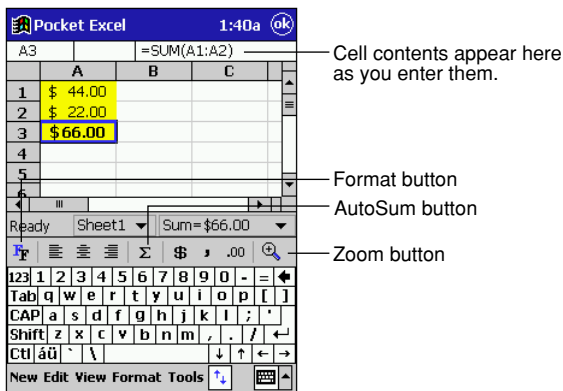 Pocket Excel 1:40a ok
A3 =SUM(A1:A2)
Cell contents appear here
as you enter them.
A B C
1 $ 44.00
2 $ 22.00
3 $66.00
4
5
6
Format button
AutoSum button
Ready Sheet1 Sum=$66.00
Zoom button
FF Σ $ , .00
123 1 2 3 4 5 6 7 8 9 0 - =
Tab q w e r t y u i o p [ ]
CAP a s d f g h j k l ; '
Shift z x c v b n m , . /
Ctl áü ` \ ↓ ↑ ← →
New Edit View Format Tools